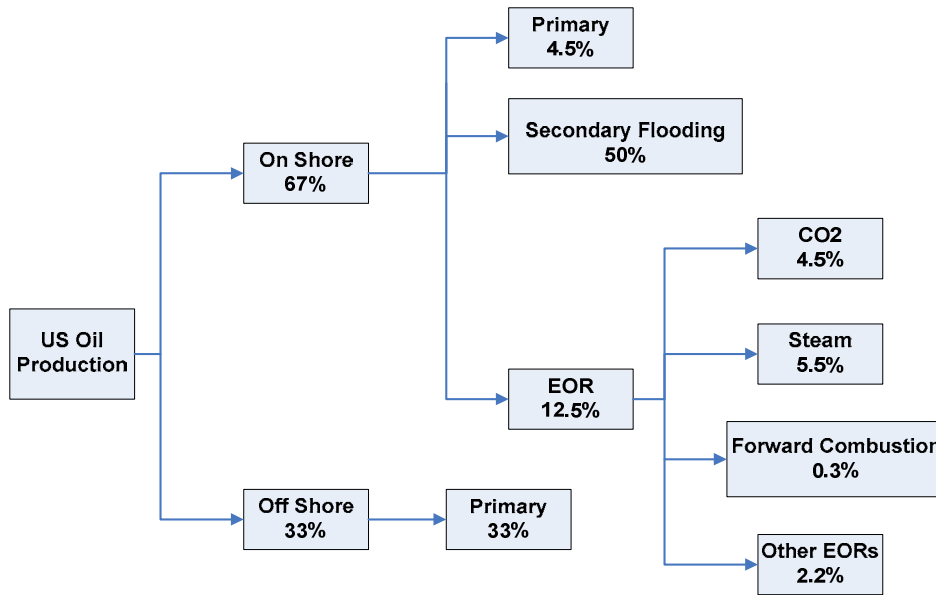 Primary
4.5%
Secondary Flooding
50%
On Shore
67%
CO2
4.5%
US Oil
Production
Steam
5.5%
EOR
12.5%
Forward Combustion
0.3%
Off Shore
33%
Primary
33%
Other EORs
2.2%